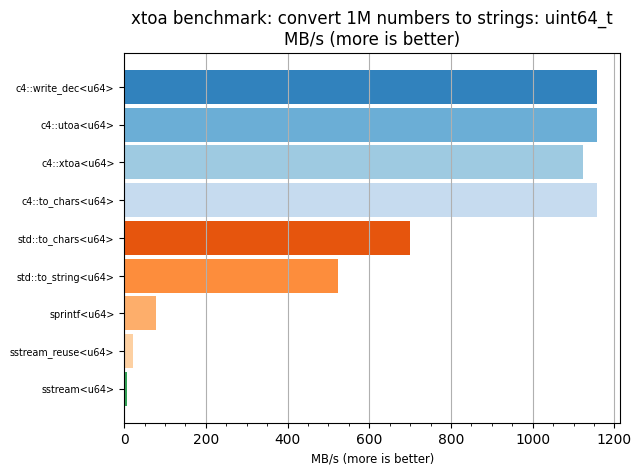 xtoa benchmark: convert 1M numbers to strings: uint64_t
MB/s (more is better)
c4::write_dec<u64>
c4::utoa<u64>
c4::xtoa<u64>
c4::to_chars<u64>
std::to_chars<u64>
std::to_string<u64>
sprintf<u64>
sstream_reuse<u64>
sstream<u64>
0 200 400 600 800 1000 1200
MB/s (more is better)